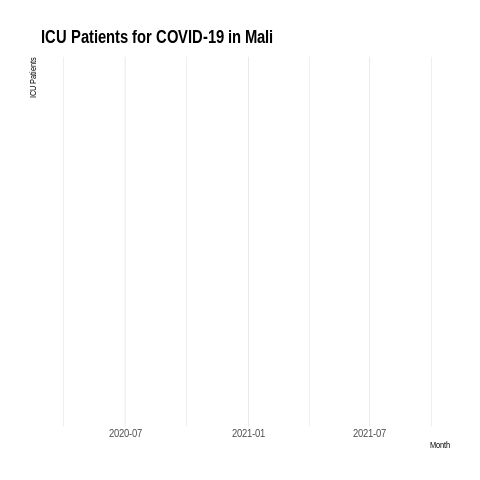 ICU Patients for COVID-19 in Mali
ICU Patients
2020-07
2021-01
2021-07
Month